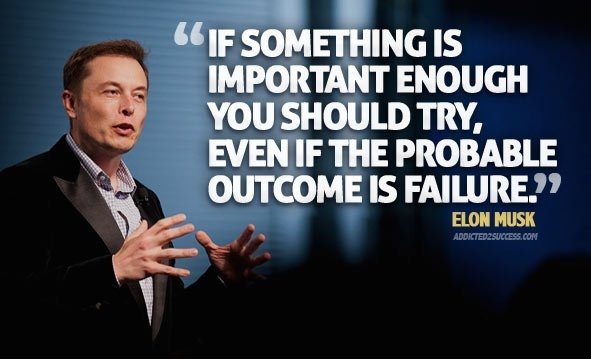 “IF SOMETHING IS
IMPORTANT ENOUGH
YOU SHOULD TRY,
EVEN IF THE PROBABLE
OUTCOME IS FAILURE.”
ELON MUSK
ADDICTED2SUCCESS.COM